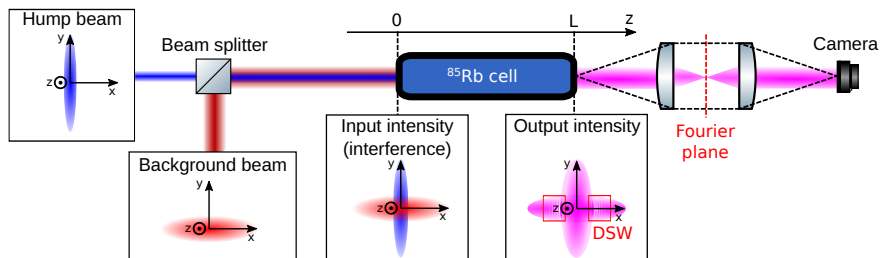 Hump beam
y
z
x
Beam splitter
Background beam
y
z
x
0
L
z
⁸⁵Rb cell
Input intensity
(interference)
y
z
x
Output intensity
y
z
x
DSW
Fourier
plane
Camera